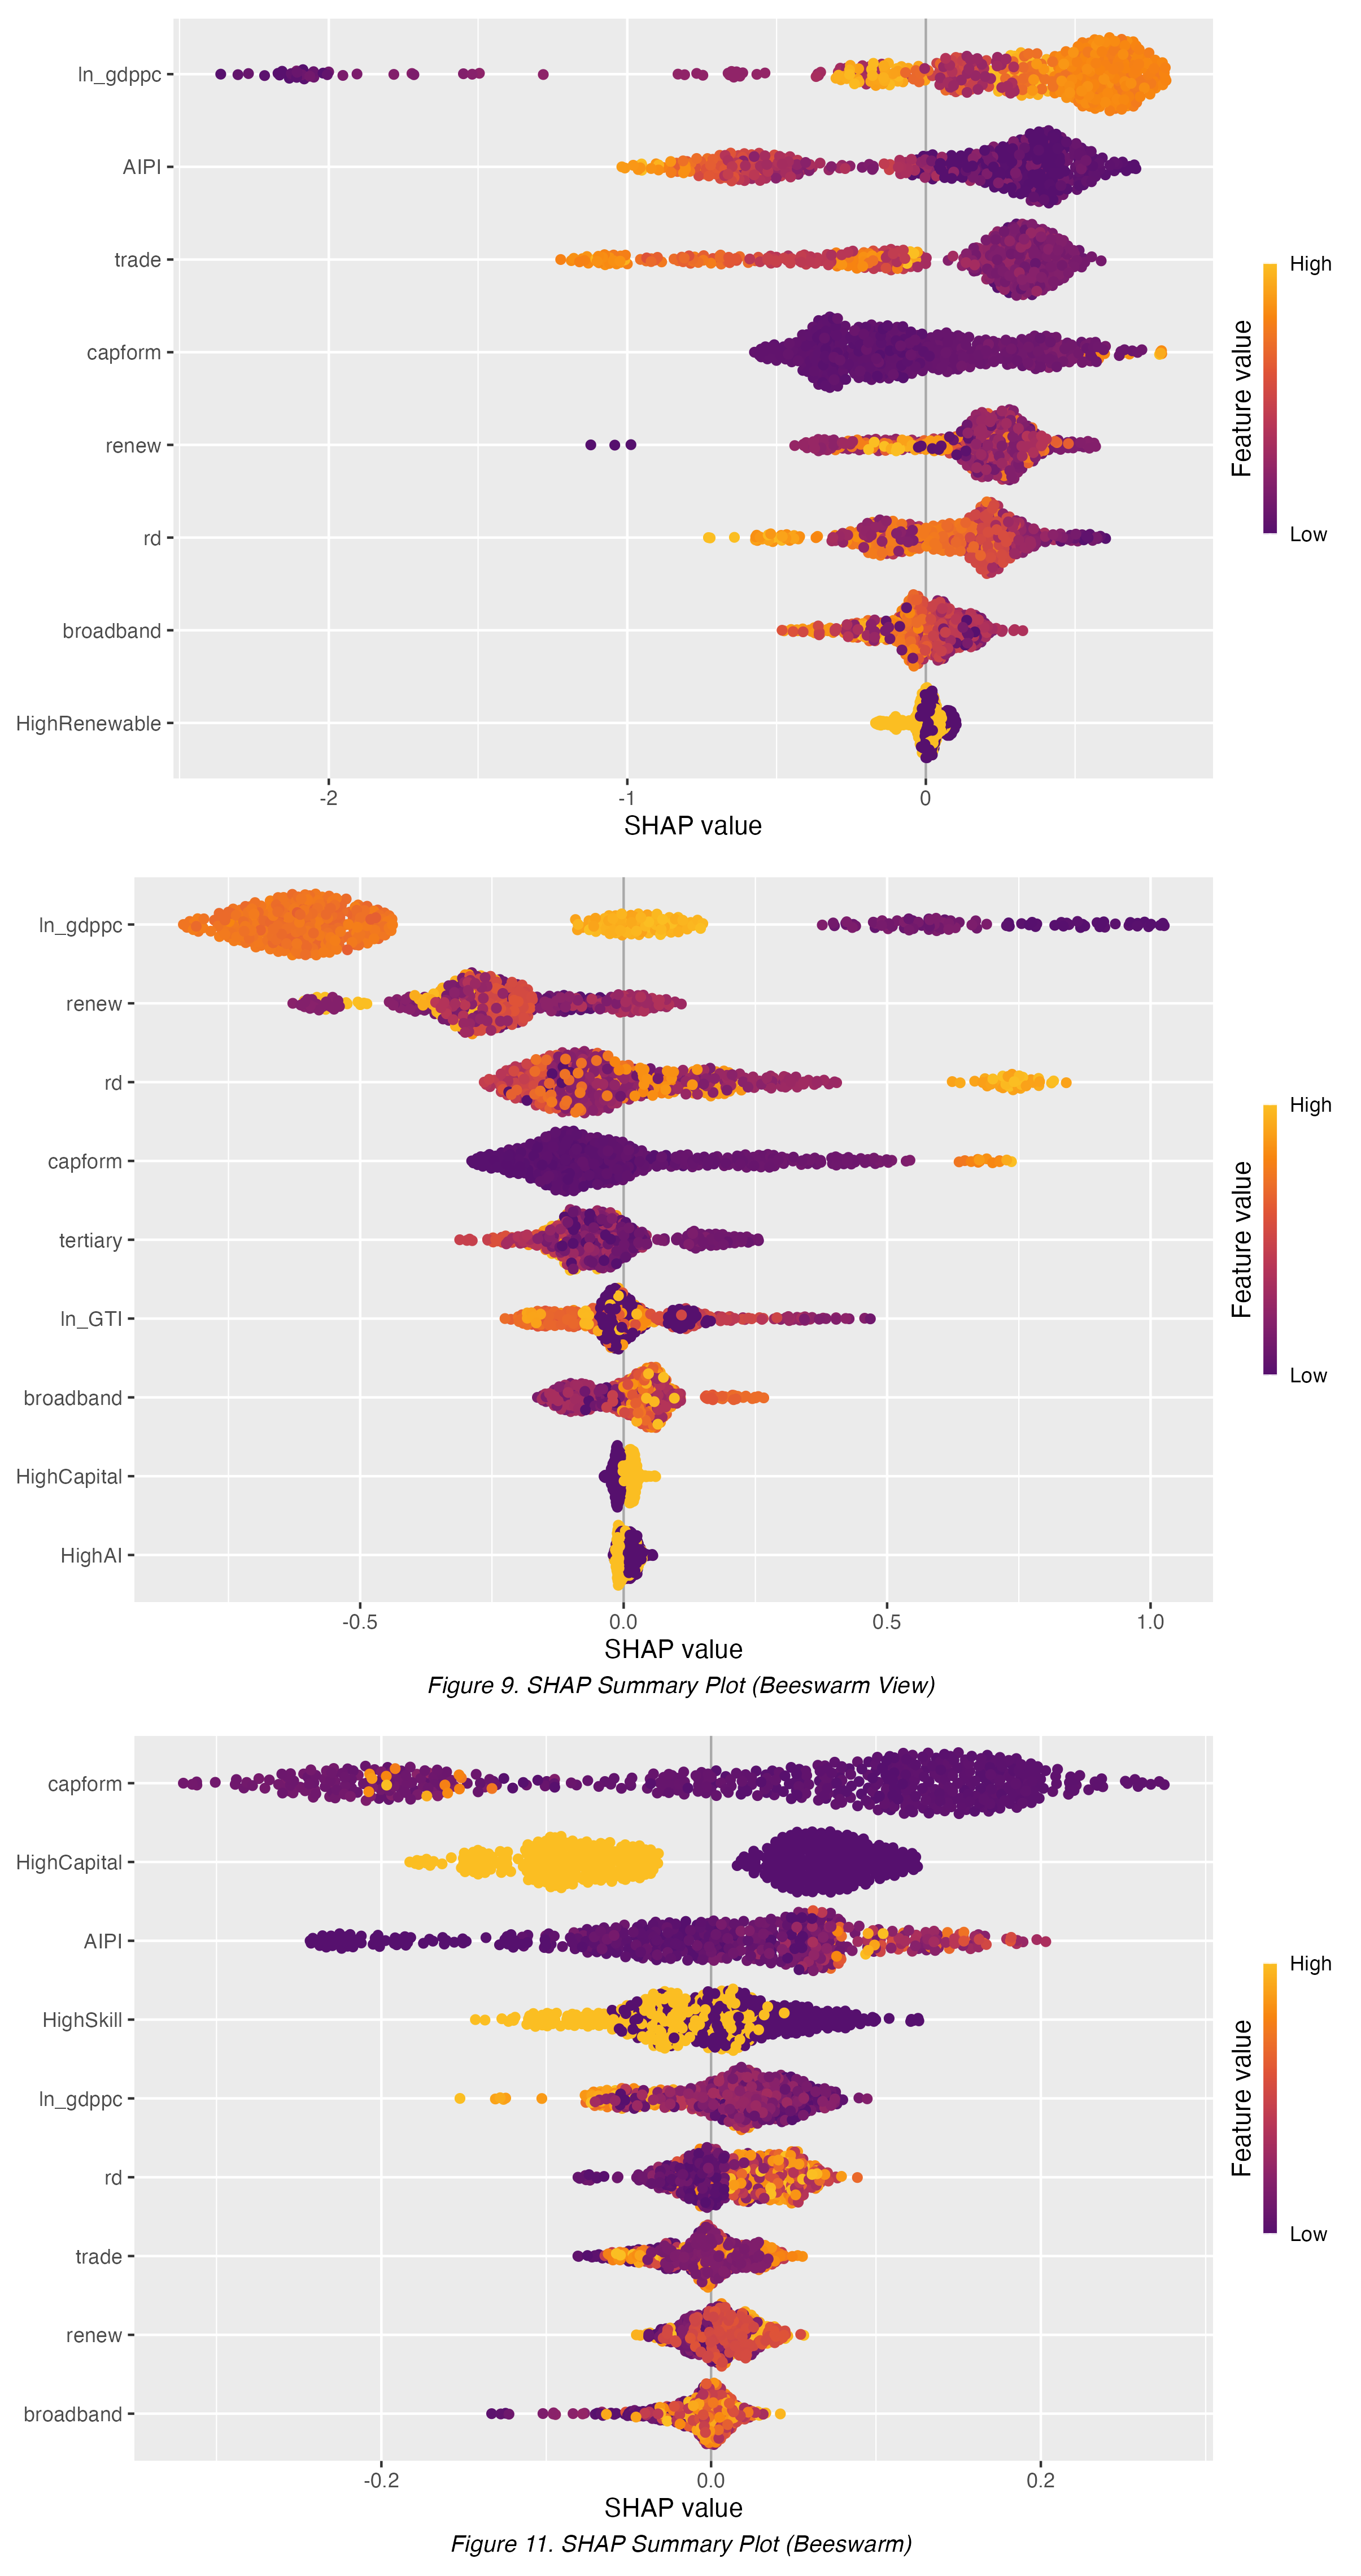 ln_gdppc
AIPI
trade
capform
renew
rd
broadband
HighRenewable
-2
-1
0
SHAP value
Feature value
High
Low
ln_gdppc
renew
rd
capform
tertiary
ln_GTI
broadband
HighCapital
HighAI
-0.5
0.0
0.5
1.0
SHAP value
Feature value
High
Low
Figure 9. SHAP Summary Plot (Beeswarm View)
capform
HighCapital
AIPI
HighSkill
ln_gdppc
rd
trade
renew
broadband
-0.2
0.0
0.2
SHAP value
Feature value
High
Low
Figure 11. SHAP Summary Plot (Beeswarm)